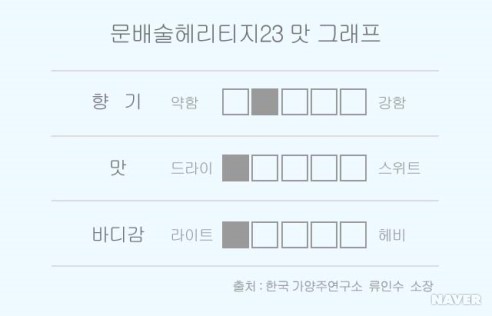 문배술헤리티지23 맛 그래프
향 기 약함 강함
맛 드라이 스위트
바디감 라이트 헤비
출처 : 한국 가양주연구소 류인수 소장
NAVER